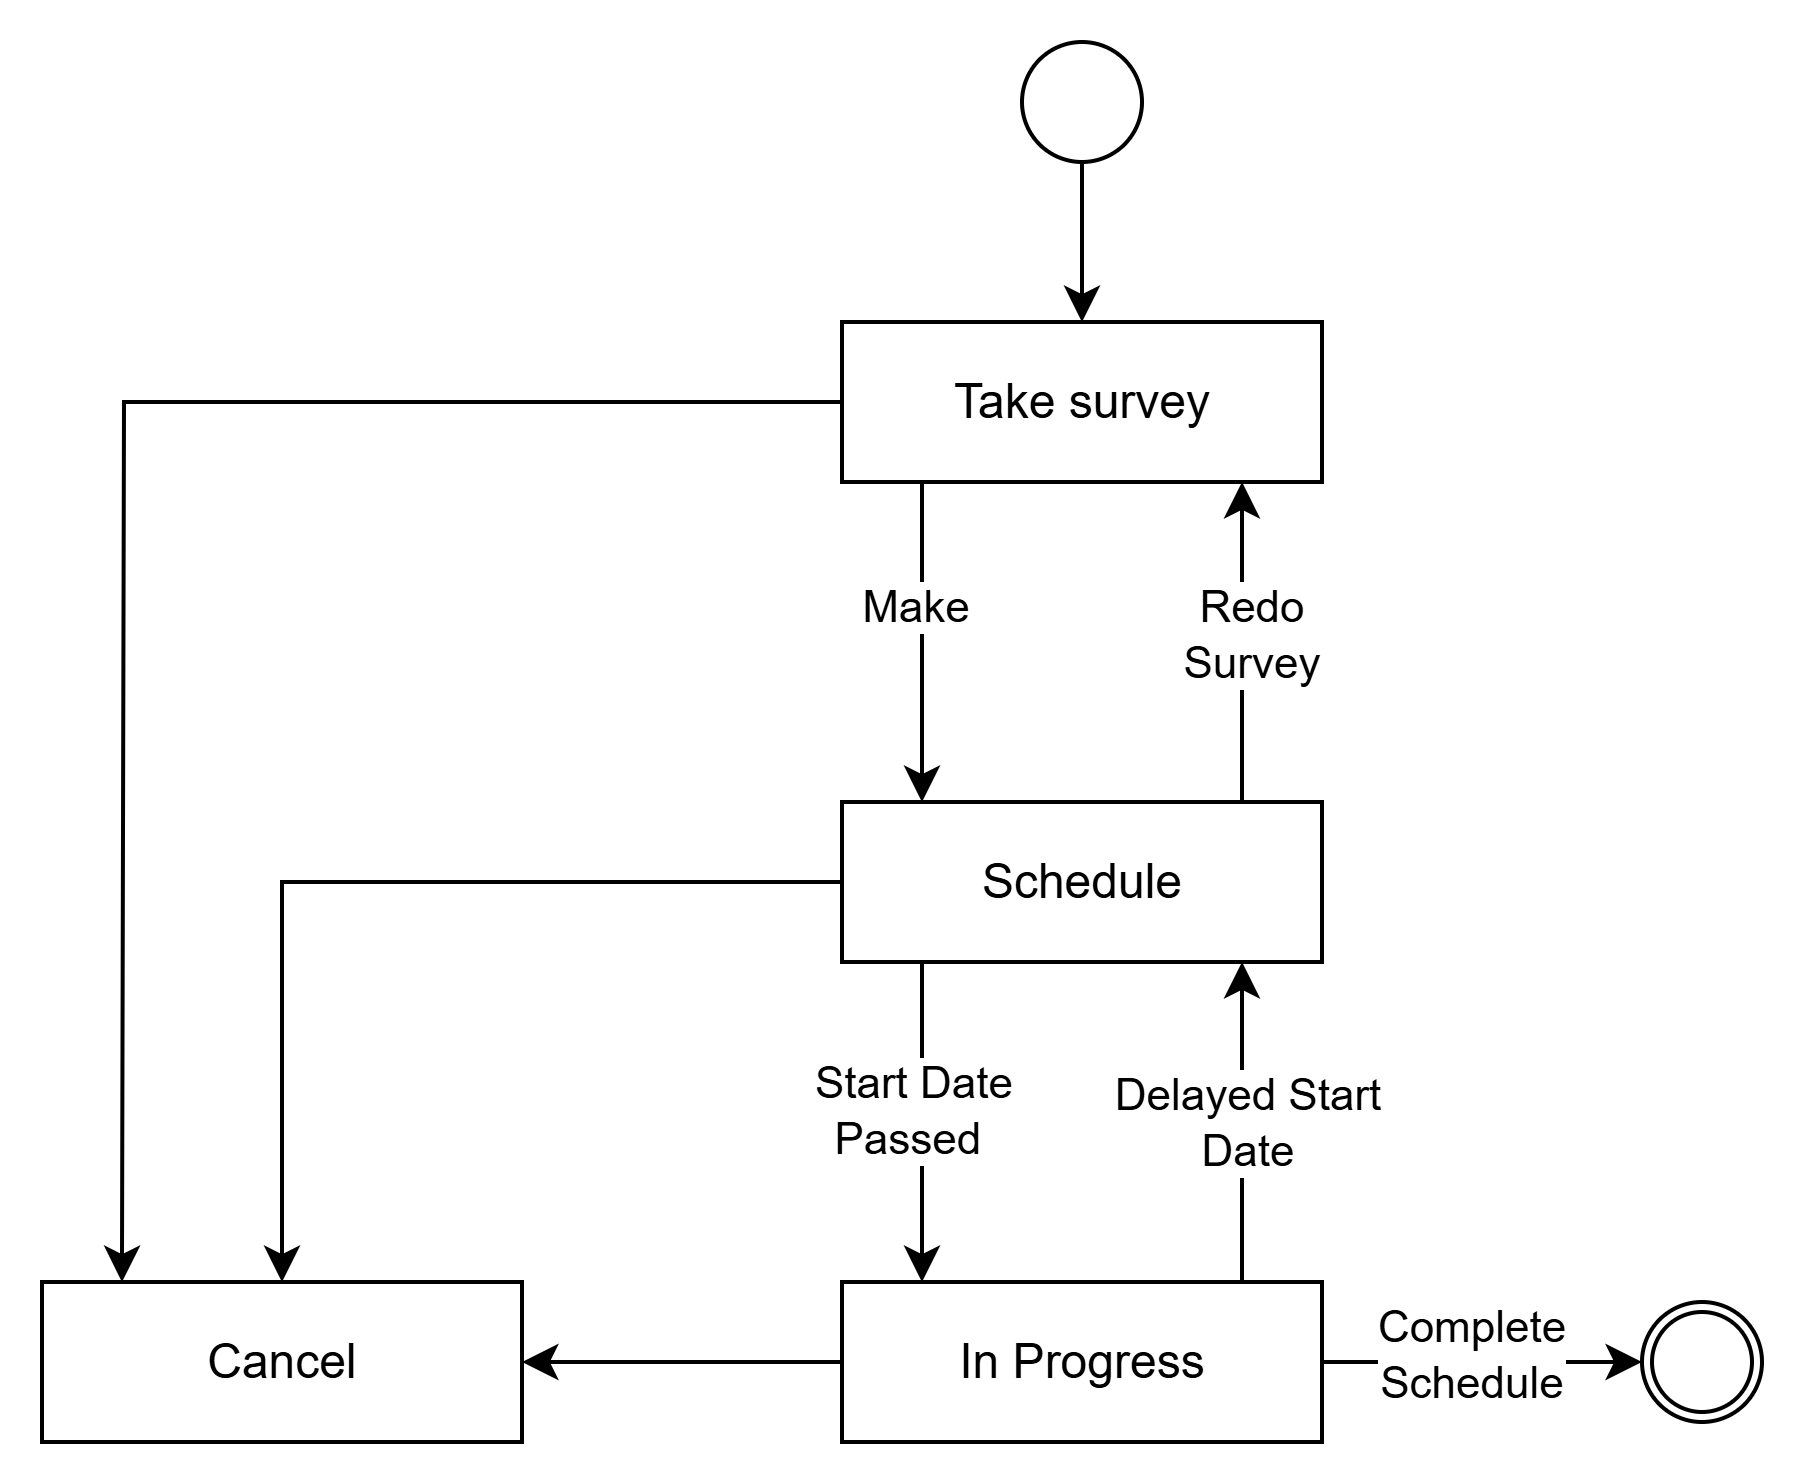 Take survey
Make
Redo
Survey
Schedule
Start Date
Passed
Delayed Start
Date
Cancel
In Progress
Complete
Schedule